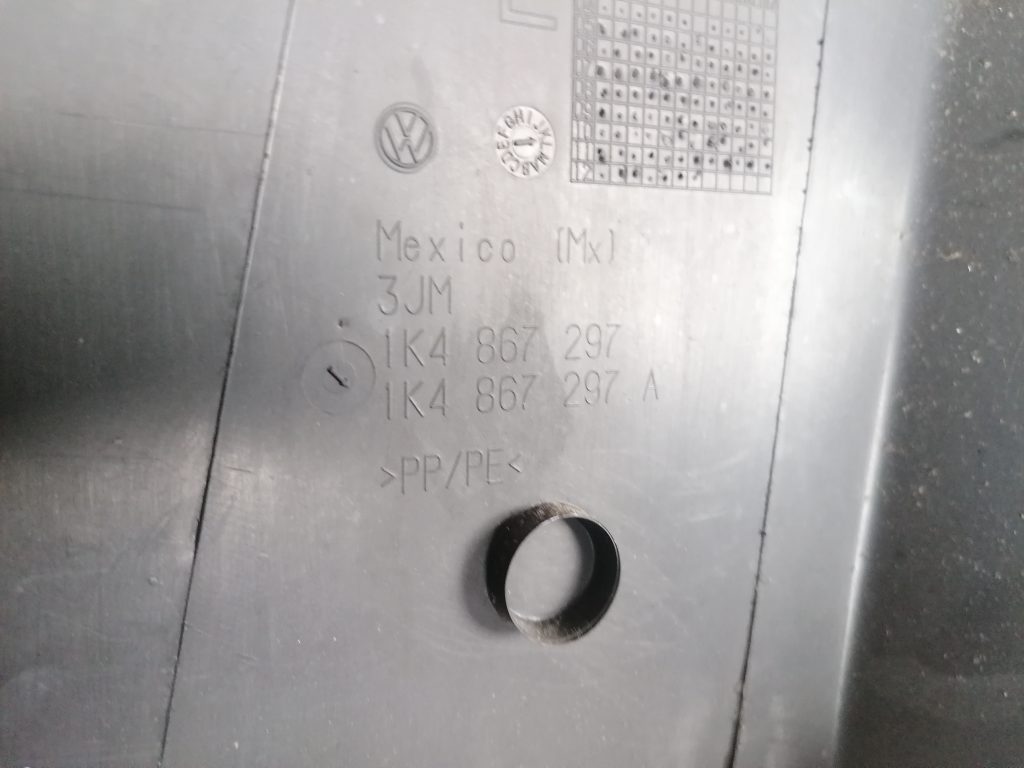 Mexico (Mx)
3JM
1K4 867 297
1K4 867 297 A
>PP/PE<